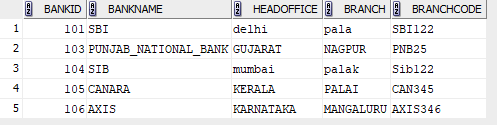 BANKID BANKNAME HEADOFFICE BRANCH BRANCHCODE
1 101 SBI delhi pala SBI122
2 103 PUNJAB_NATIONAL_BANK GUJARAT NAGPUR PNB25
3 104 SIB mumbai palak Sib122
4 105 CANARA KERALA PALAI CAN345
5 106 AXIS KARNATAKA MANGALURU AXIS346